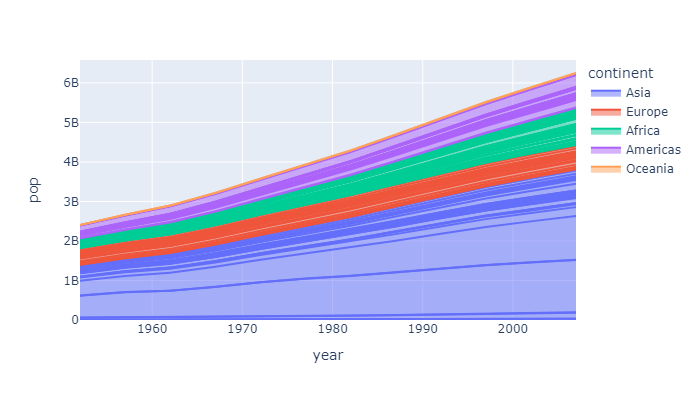 continent
Asia
Europe
Africa
Americas
Oceania
6B
5B
4B
3B
2B
1B
0
pop
1960
1970
1980
1990
2000
year